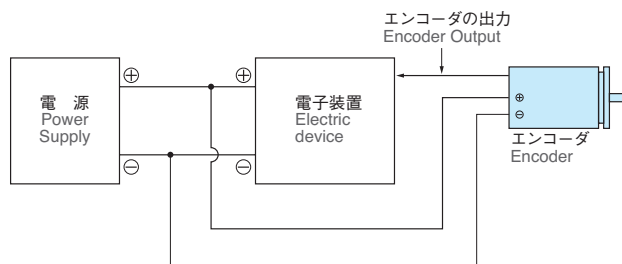 エンコーダの出力
Encoder Output
電 源
Power
Supply
⊕
⊖
⊕
⊖
電子装置
Electric
device
⊕
⊖
エンコーダ
Encoder